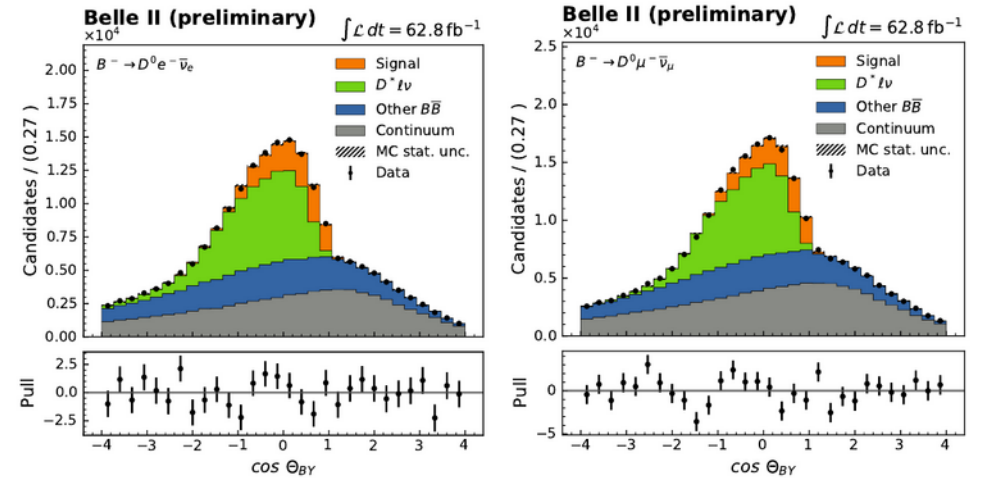 Belle II (preliminary)
×10⁴
∫ℒ dt = 62.8 fb⁻¹
B⁻ → D⁰e⁻ν̅ₑ
Signal
D*ℓν
Other BB̅
Continuum
MC stat. unc.
Data
Candidates / (0.27 )
2.00
1.75
1.50
1.25
1.00
0.75
0.50
0.25
0.00
Pull
2.5
0.0
−2.5
−4 −3 −2 −1 0 1 2 3 4
cos Θ_BY
Belle II (preliminary)
×10⁴
∫ℒ dt = 62.8 fb⁻¹
B⁻ → D⁰μ⁻ν̅_μ
Signal
D*ℓν
Other BB̅
Continuum
MC stat. unc.
Data
Candidates / (0.27 )
2.5
2.0
1.5
1.0
0.5
0.0
Pull
0
−5
−4 −3 −2 −1 0 1 2 3 4
cos Θ_BY